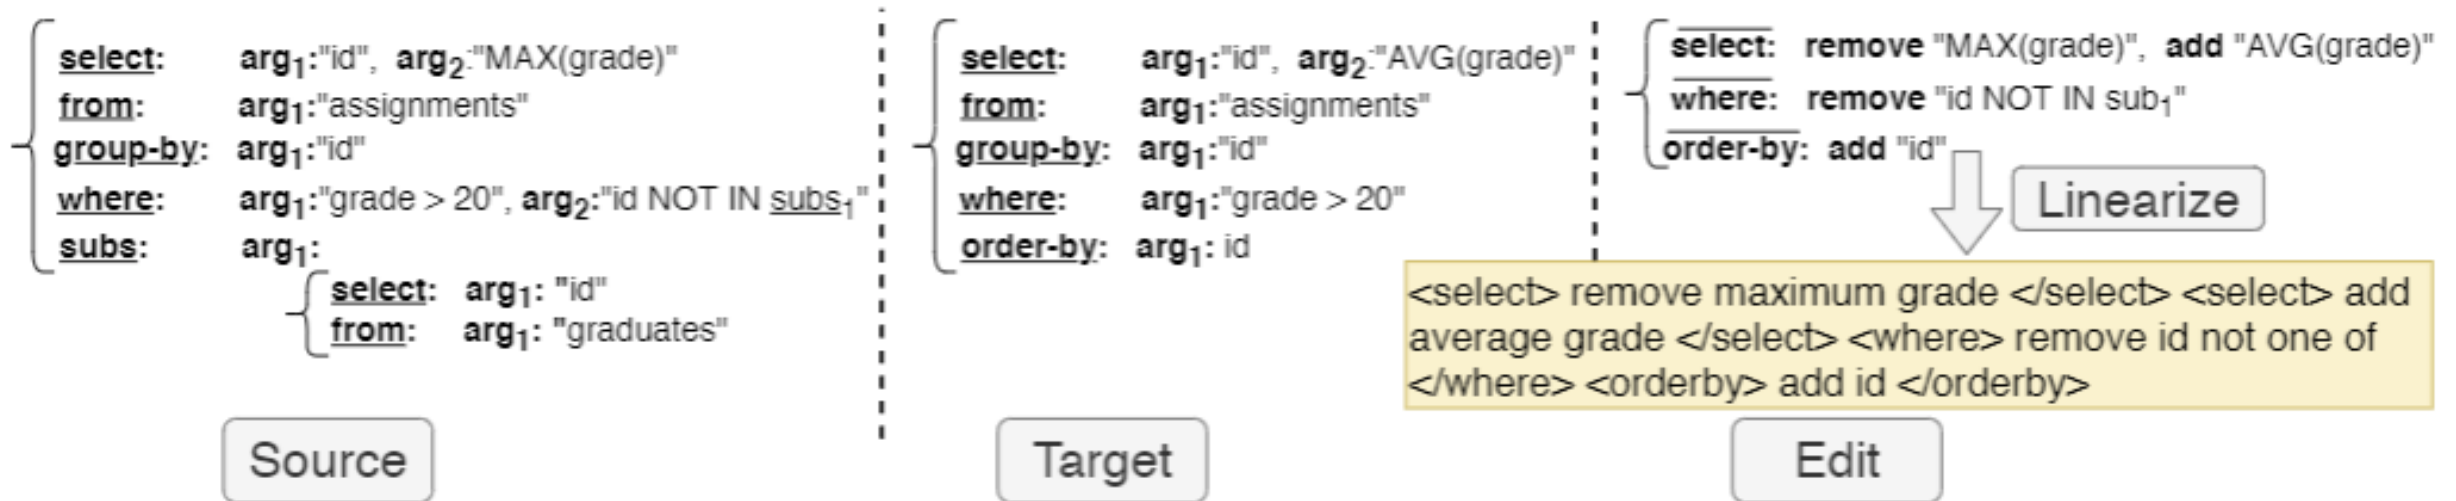 select: arg1:"id", arg2:"MAX(grade)"
from: arg1:"assignments"
group-by: arg1:"id"
where: arg1:"grade > 20", arg2:"id NOT IN subs1"
subs: arg1:
select: arg1: "id"
from: arg1: "graduates"
Source
select: arg1:"id", arg2:"AVG(grade)"
from: arg1:"assignments"
group-by: arg1:"id"
where: arg1:"grade > 20"
order-by: arg1: id
Target
select: remove "MAX(grade)", add "AVG(grade)"
where: remove "id NOT IN sub1"
order-by: add "id"
Linearize
<select> remove maximum grade </select> <select> add
average grade </select> <where> remove id not one of
</where> <orderby> add id </orderby>
Edit